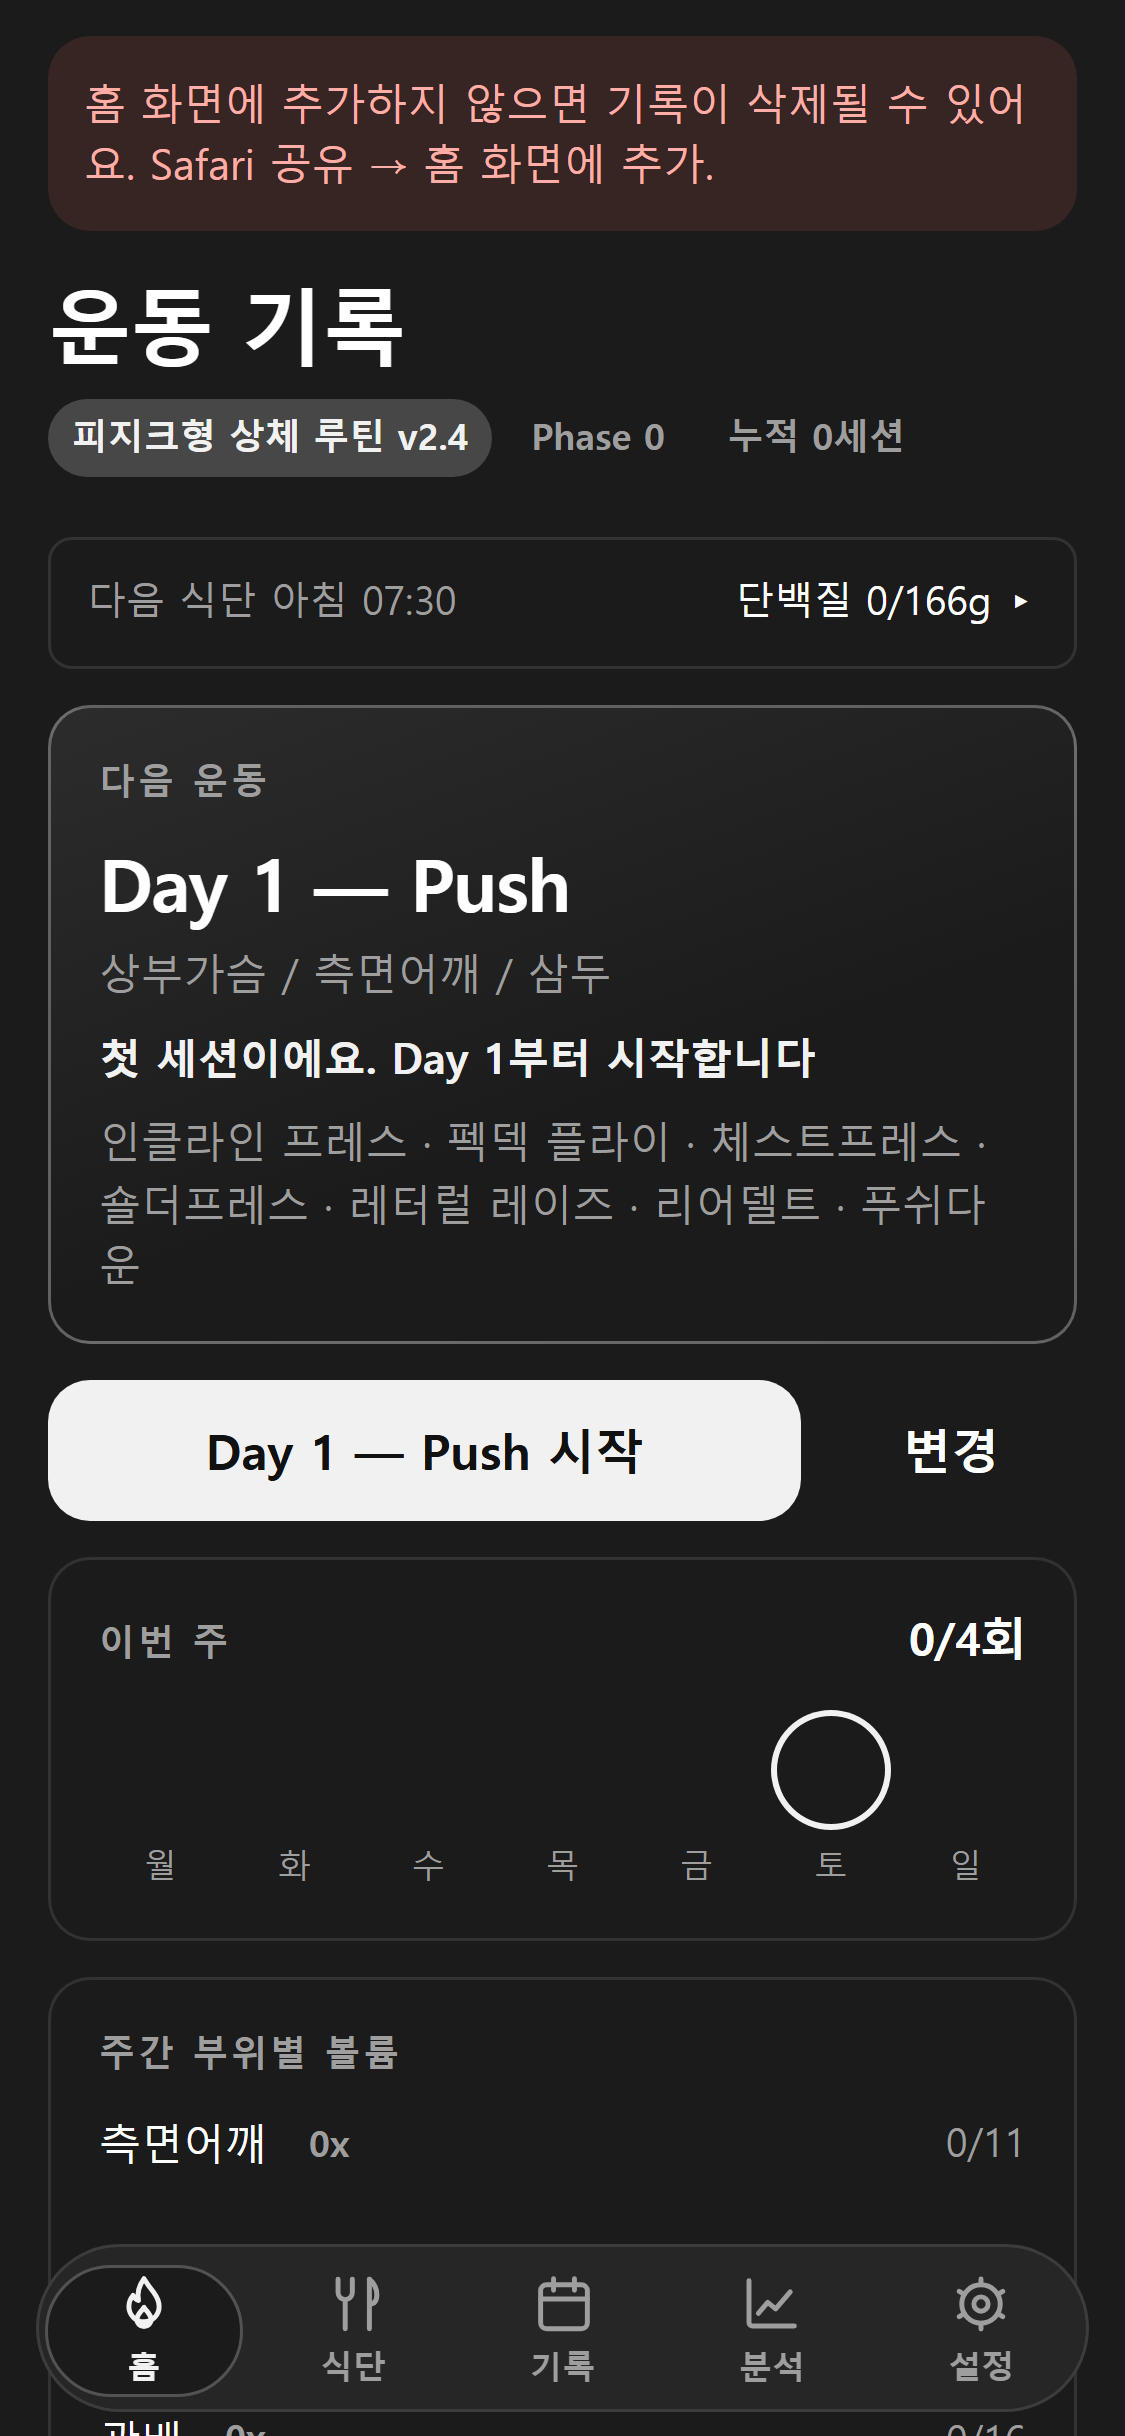 홈 화면에 추가하지 않으면 기록이 삭제될 수 있어
요. Safari 공유 → 홈 화면에 추가.
운동 기록
피지크형 상체 루틴 v2.4 Phase 0 누적 0세션
다음 식단 아침 07:30 단백질 0/166g ▸
다음 운동
Day 1 — Push
상부가슴 / 측면어깨 / 삼두
첫 세션이에요. Day 1부터 시작합니다
인클라인 프레스 · 펙덱 플라이 · 체스트프레스 ·
숄더프레스 · 레터럴 레이즈 · 리어델트 · 푸쉬다
운
Day 1 — Push 시작 변경
이번 주 0/4회
월 화 수 목 금 토 일
주간 부위별 볼륨
측면어깨 0x 0/11
홈 식단 기록 분석 설정